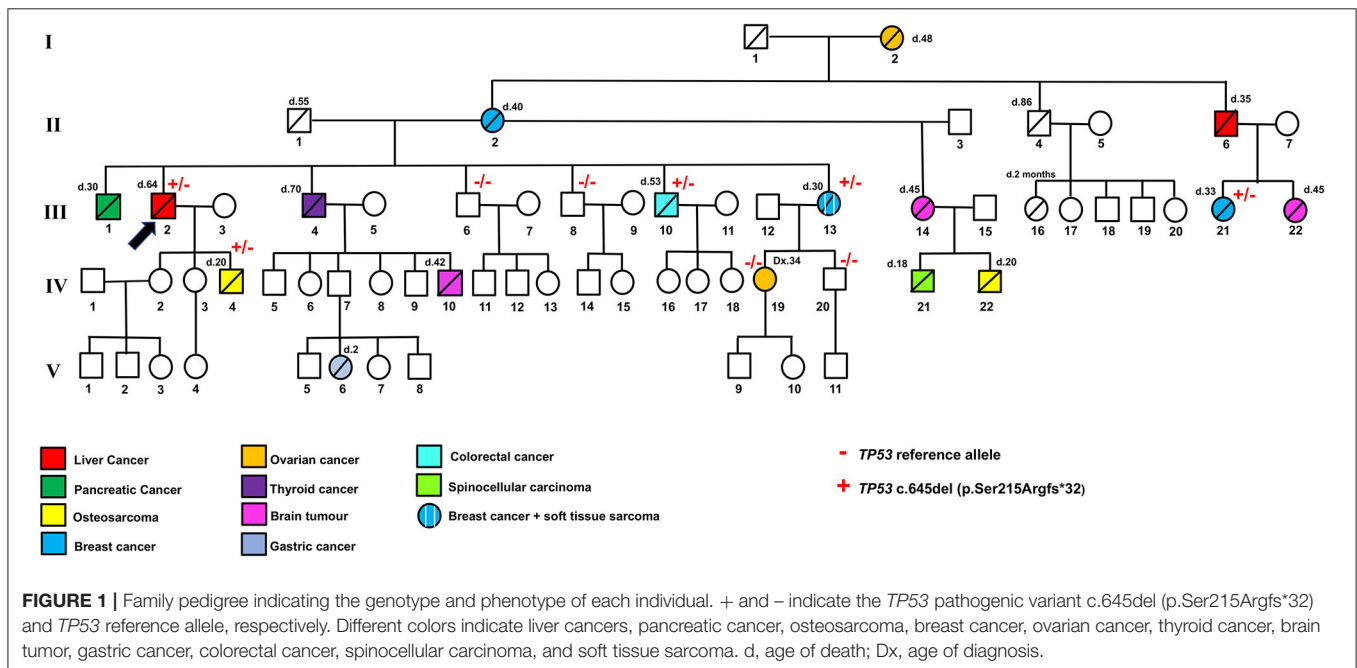 I
1
d.48
2
II
d.55
1
d.40
2
3
d.86
4
5
d.35
6
7
III
d.30
1
d.64
+/-
2
3
d.70
4
5
-/-
6
7
-/-
8
9
d.53
+/-
10
11
12
d.30
+/-
13
d.45
14
15
d.2 months
16
17
18
19
20
d.33
+/-
21
d.45
22
IV
1
2
3
d.20
+/-
4
5
6
7
8
9
d.42
10
11
12
13
14
15
16
17
18
-/-
Dx.34
19
-/-
20
d.18
21
d.20
22
V
1
2
3
4
5
d.2
6
7
8
9
10
11
Liver Cancer
Pancreatic Cancer
Osteosarcoma
Breast cancer
Ovarian cancer
Thyroid cancer
Brain tumour
Gastric cancer
Colorectal cancer
Spinocellular carcinoma
Breast cancer + soft tissue sarcoma
- TP53 reference allele
+ TP53 c.645del (p.Ser215Argfs*32)
FIGURE 1 | Family pedigree indicating the genotype and phenotype of each individual. + and – indicate the TP53 pathogenic variant c.645del (p.Ser215Argfs*32)
and TP53 reference allele, respectively. Different colors indicate liver cancers, pancreatic cancer, osteosarcoma, breast cancer, ovarian cancer, thyroid cancer, brain
tumor, gastric cancer, colorectal cancer, spinocellular carcinoma, and soft tissue sarcoma. d, age of death; Dx, age of diagnosis.